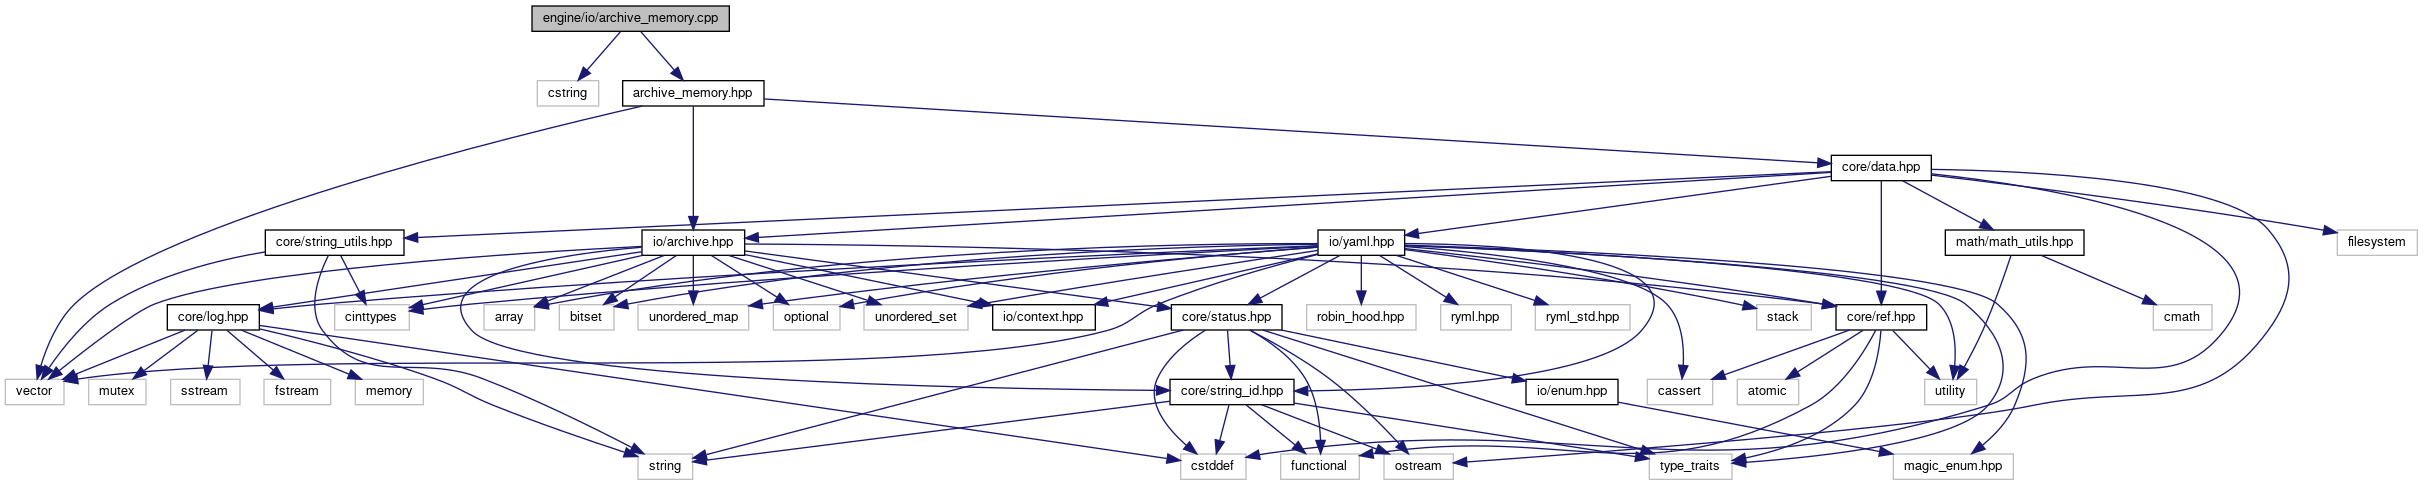 engine/io/archive_memory.cpp
cstring
archive_memory.hpp
core/data.hpp
core/string_utils.hpp
io/archive.hpp
io/yaml.hpp
math/math_utils.hpp
filesystem
core/log.hpp
cinttypes
array
bitset
unordered_map
optional
unordered_set
io/context.hpp
core/status.hpp
robin_hood.hpp
ryml.hpp
ryml_std.hpp
stack
core/ref.hpp
cmath
vector
mutex
sstream
fstream
memory
core/string_id.hpp
io/enum.hpp
cassert
atomic
utility
string
cstddef
functional
ostream
type_traits
magic_enum.hpp